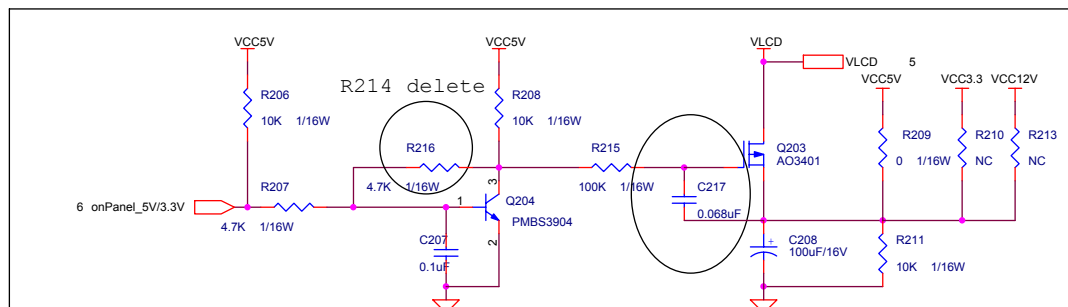 VCC5V
VCC5V
VLCD
VLCD 5
VCC5V
VCC3.3
VCC12V
R214 delete
R206
10K 1/16W
R208
10K 1/16W
R216
4.7K 1/16W
R215
100K 1/16W
Q203
AO3401
R209
0 1/16W
R210
NC
R213
NC
6 onPanel_5V/3.3V
R207
4.7K 1/16W
1
3
2
Q204
PMBS3904
C217
0.068uF
C207
0.1uF
+
C208
100uF/16V
R211
10K 1/16W